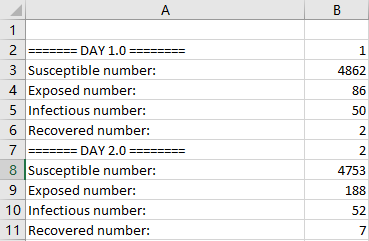 A B
1
2 ======= DAY 1.0 ======== 1
3 Susceptible number: 4862
4 Exposed number: 86
5 Infectious number: 50
6 Recovered number: 2
7 ======= DAY 2.0 ======== 2
8 Susceptible number: 4753
9 Exposed number: 188
10 Infectious number: 52
11 Recovered number: 7